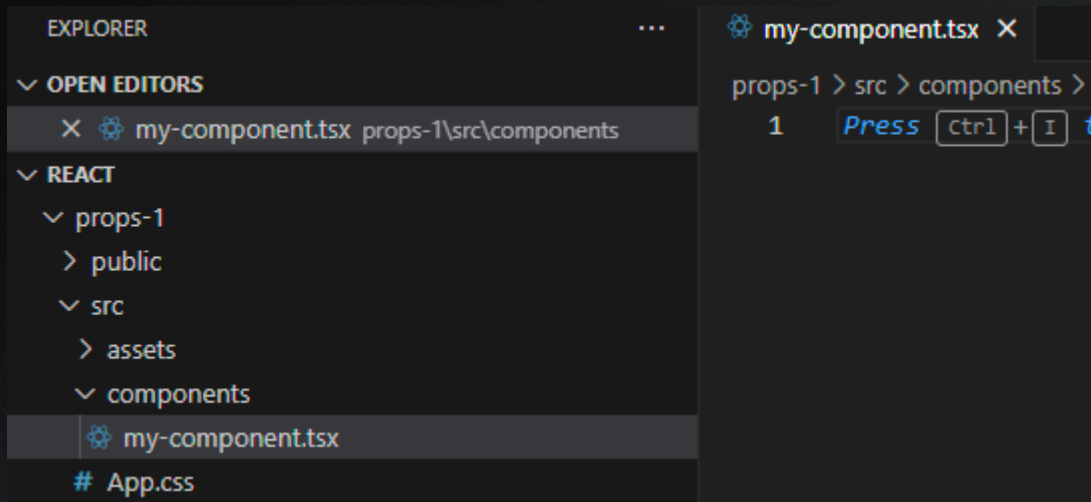 EXPLORER ...
OPEN EDITORS
my-component.tsx props-1\src\components
REACT
props-1
public
src
assets
components
my-component.tsx
# App.css
my-component.tsx
props-1 > src > components >
1 Press Ctrl+I